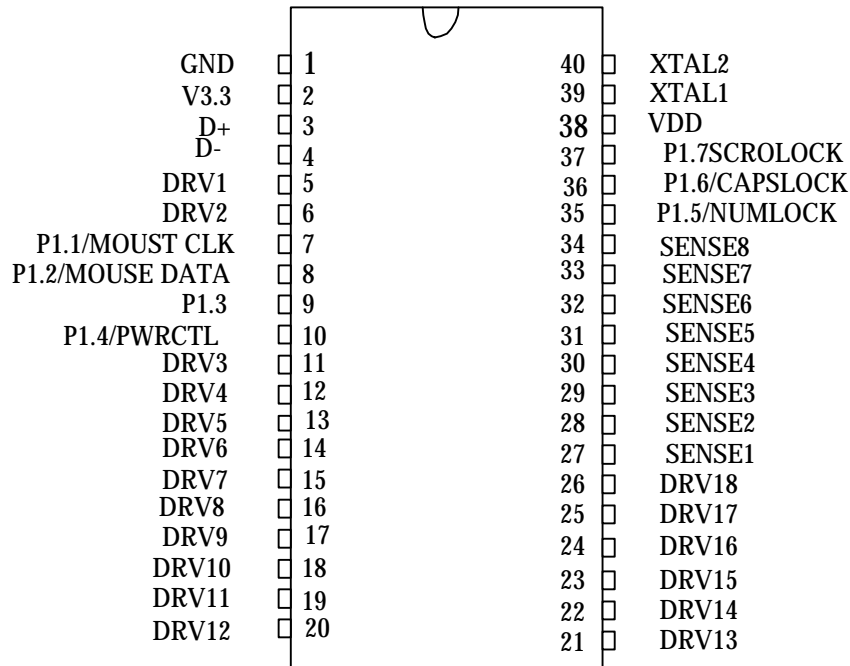 GND 1 40 XTAL2
V3.3 2 39 XTAL1
D+ 3 38 VDD
D- 4 37 P1.7SCROLOCK
DRV1 5 36 P1.6/CAPSLOCK
DRV2 6 35 P1.5/NUMLOCK
P1.1/MOUST CLK 7 34 SENSE8
P1.2/MOUSE DATA 8 33 SENSE7
P1.3 9 32 SENSE6
P1.4/PWRCTL 10 31 SENSE5
DRV3 11 30 SENSE4
DRV4 12 29 SENSE3
DRV5 13 28 SENSE2
DRV6 14 27 SENSE1
DRV7 15 26 DRV18
DRV8 16 25 DRV17
DRV9 17 24 DRV16
DRV10 18 23 DRV15
DRV11 19 22 DRV14
DRV12 20 21 DRV13